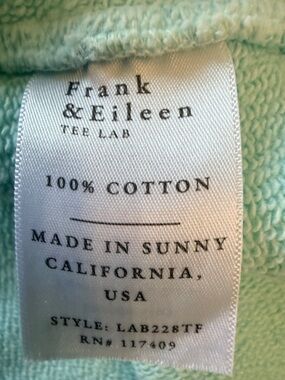 Frank
& Eileen
TEE LAB
100% COTTON
MADE IN SUNNY
CALIFORNIA,
USA
STYLE: LAB228TF
RN# 117409